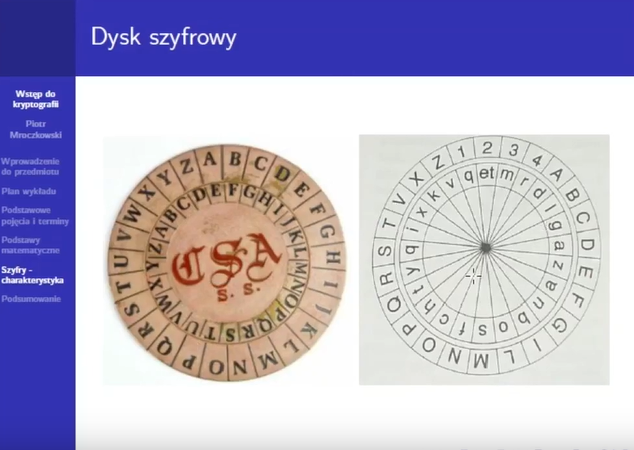 Dysk szyfrowy
Wstęp do
kryptografii
Piotr
Mroczkowski
Wprowadzenie
do przedmiotu
Plan wykładu
Podstawowe
pojęcia i terminy
Podstawy
matematyczne
Szyfry -
charakterystyka
Podsumowanie
A B C D E F G H I J K L M N O P Q R S T U V W X Y Z
A B C D E F G H I J K L M N O P Q R S T U V W X Y Z
CSA
S. S.
1 2 3 4 A B C D E F G I L M N O P Q R S T V X Z